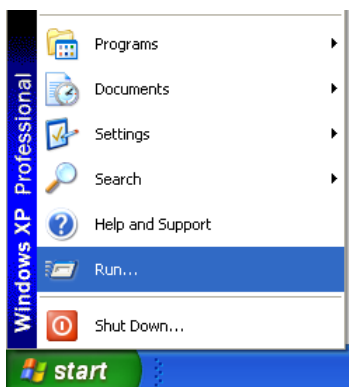 Windows XP Professional
Programs
Documents
Settings
Search
Help and Support
Run...
Shut Down...
start